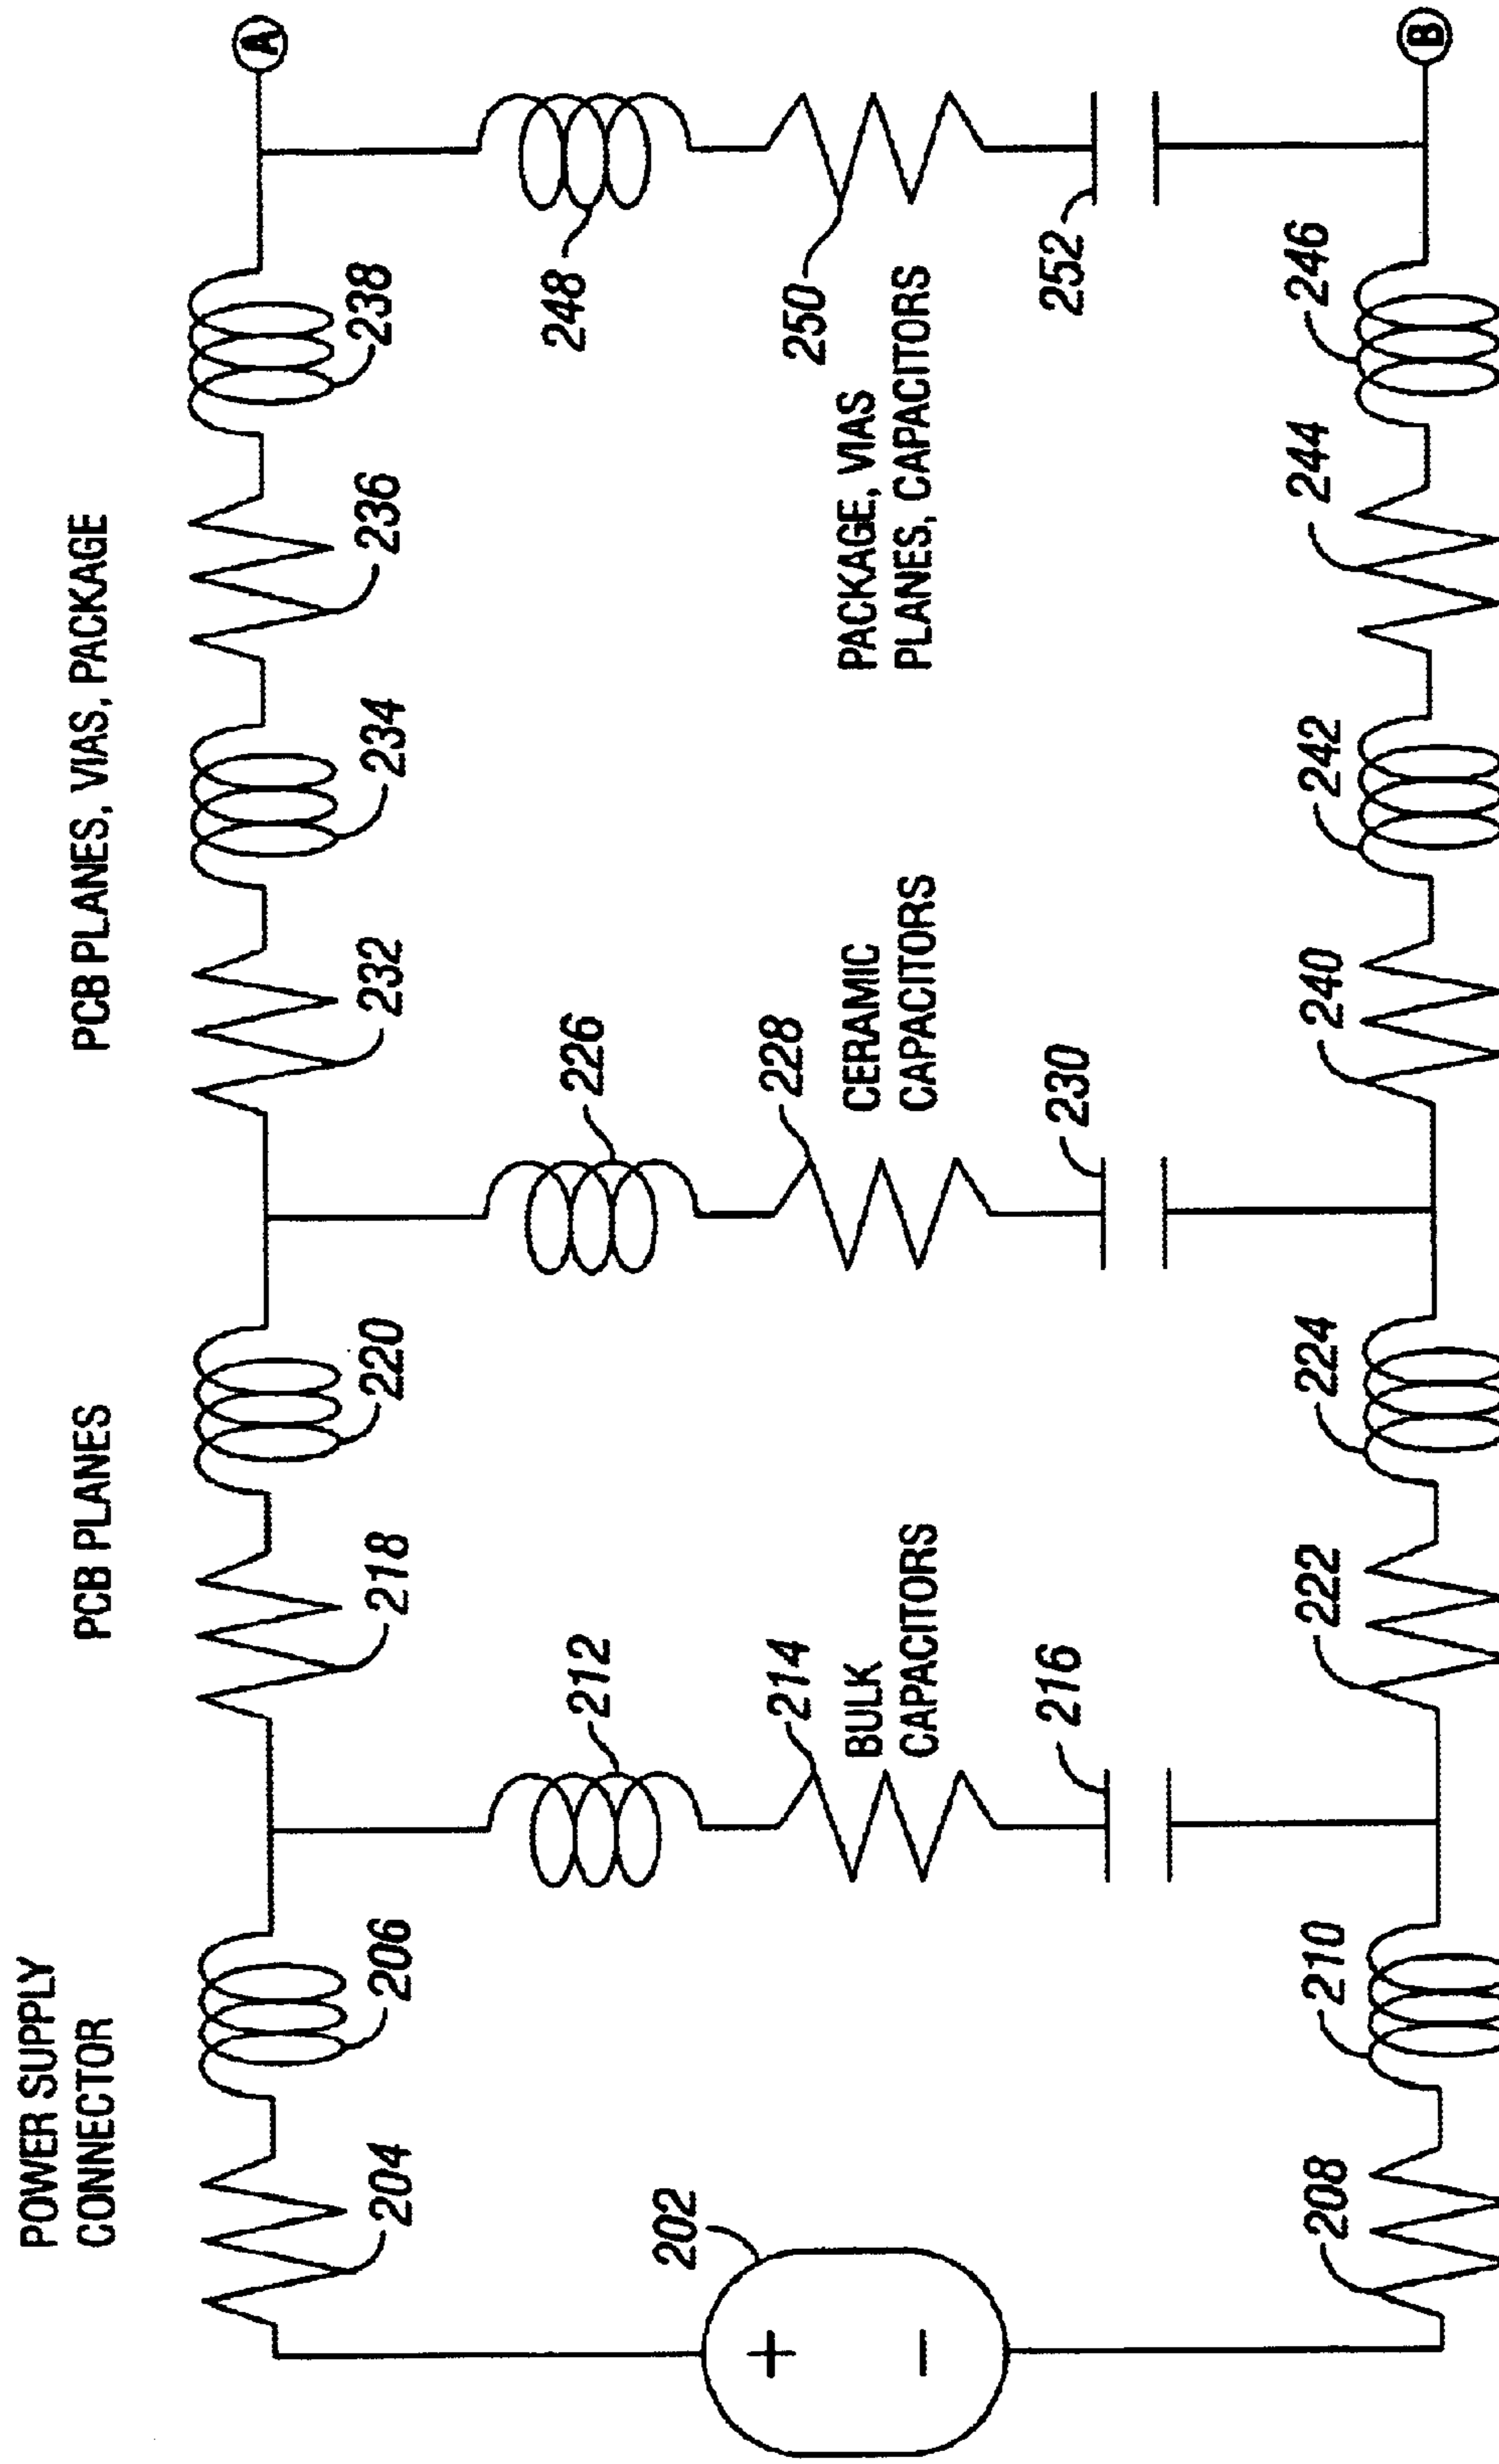 POWER SUPPLY
CONNECTOR
PCB PLANES
PCB PLANES, VIAS, PACKAGE
A
204
206
218
220
232
234
236
238
212
226
248
202
+
−
214
228
250
BULK
CAPACITORS
CERAMIC
CAPACITORS
PACKAGE, VIAS
PLANES, CAPACITORS
216
230
252
208
210
222
224
240
242
244
246
B